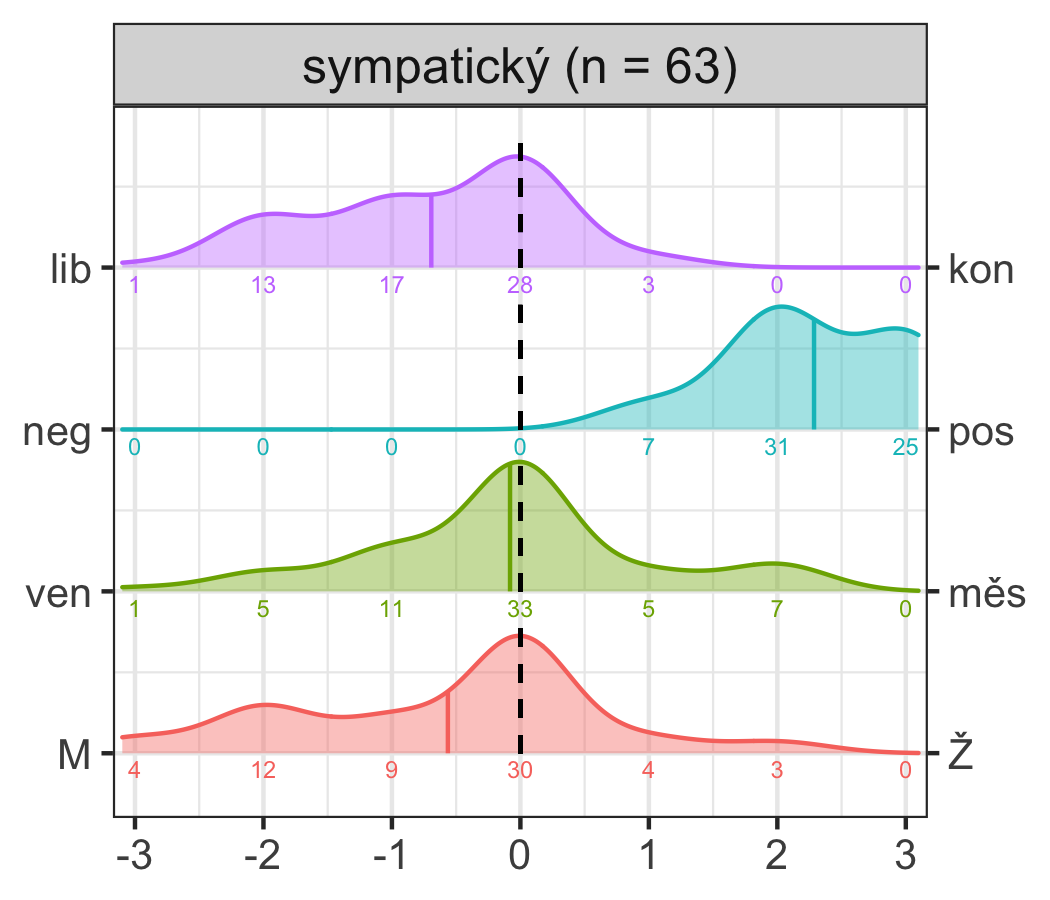 sympatický (n = 63)
lib kon
1 13 17 28 3 0 0
neg pos
0 0 0 0 7 31 25
ven měs
1 5 11 33 5 7 0
M Ž
4 12 9 30 4 3 0
-3 -2 -1 0 1 2 3